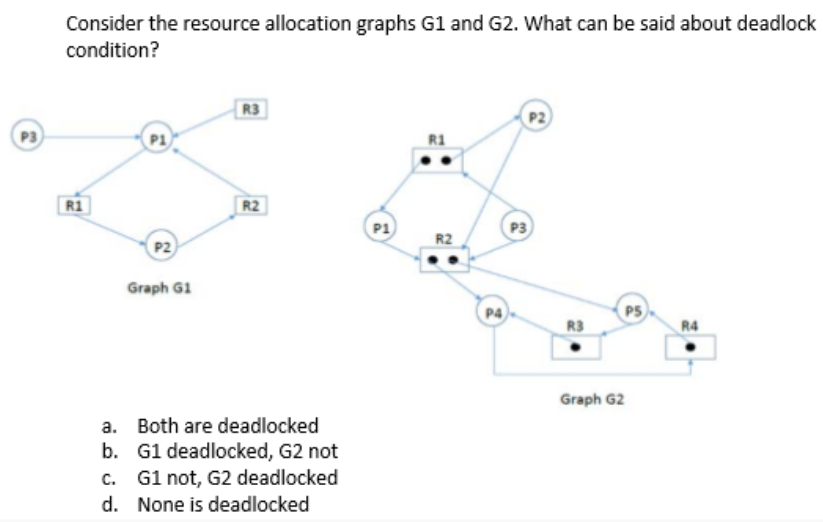 Consider the resource allocation graphs G1 and G2. What can be said about deadlock
condition?
R3
P3
P1
R1
R2
P2
Graph G1
P2
R1
P1
P3
R2
P4
P5
R3
R4
Graph G2
a. Both are deadlocked
b. G1 deadlocked, G2 not
c. G1 not, G2 deadlocked
d. None is deadlocked